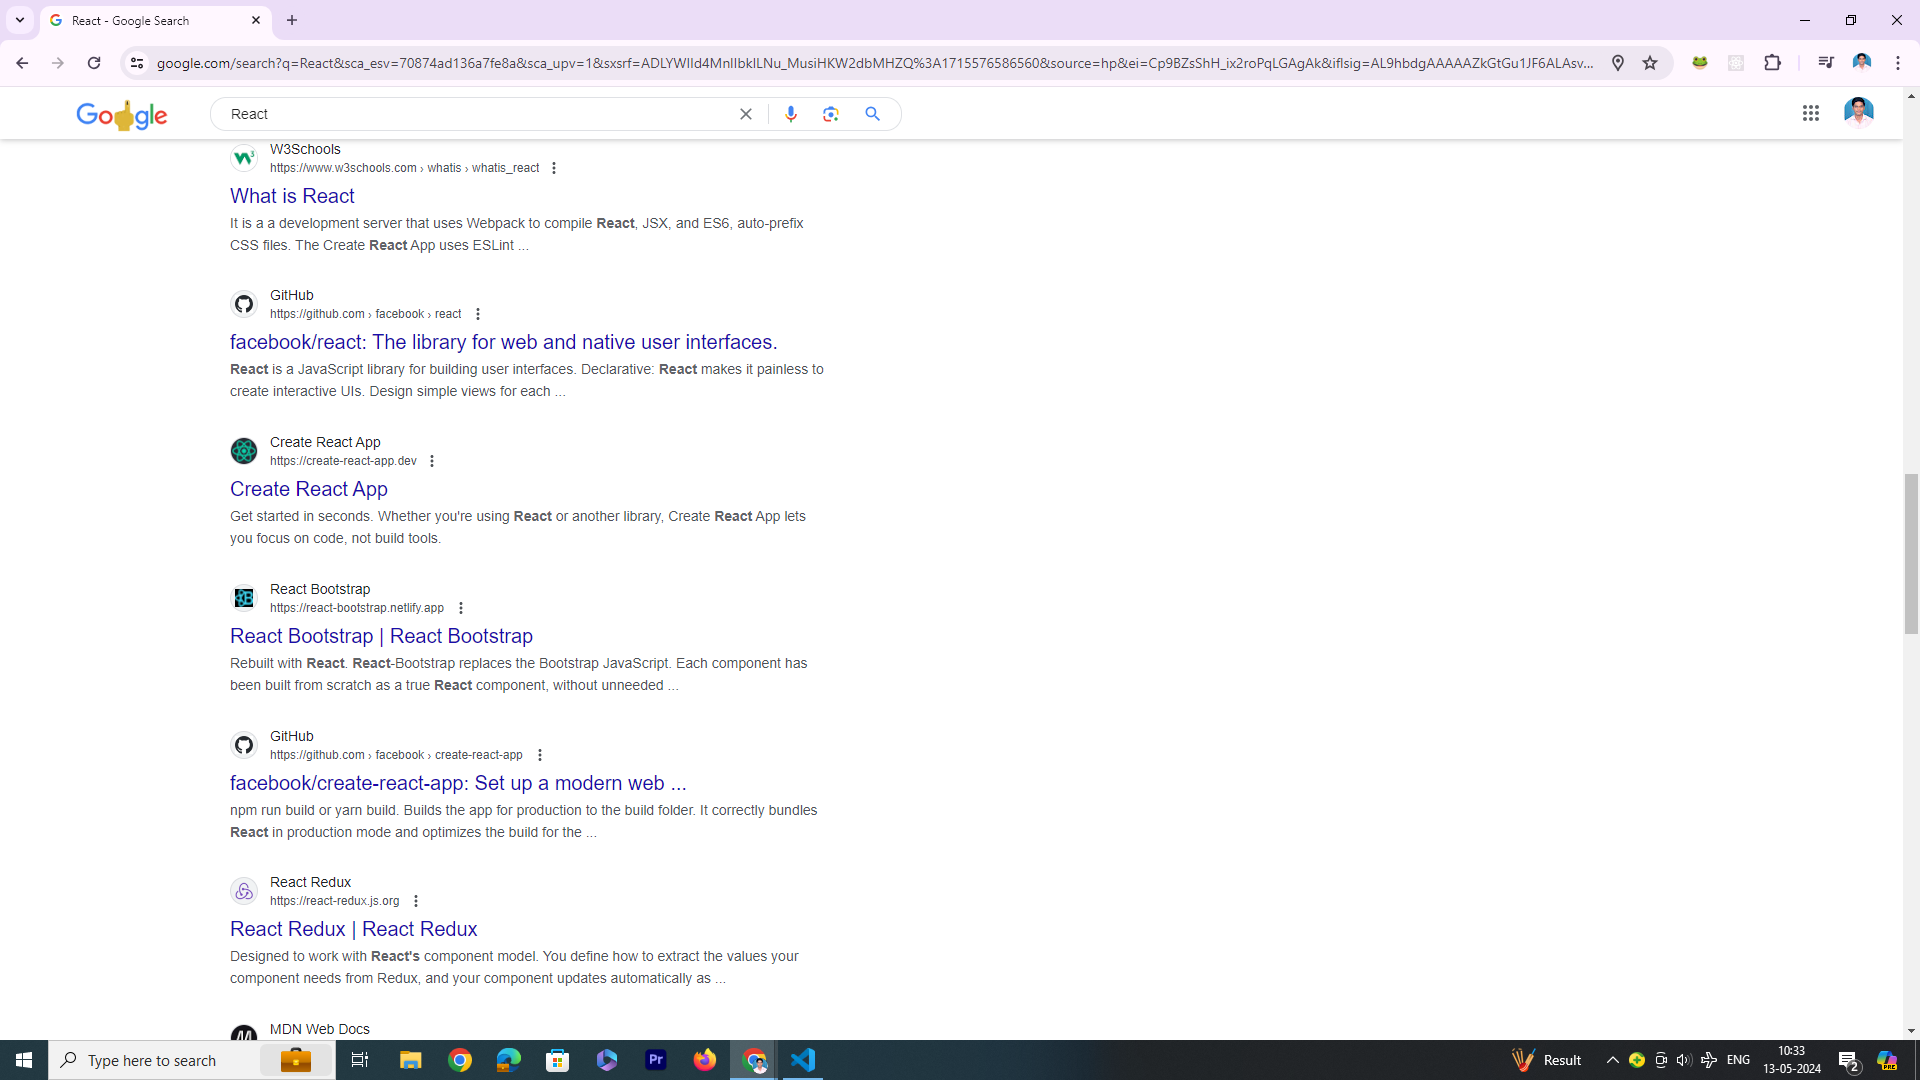 React - Google Search
google.com/search?q=React&sca_esv=70874ad136a7fe8a&sca_upv=1&sxsrf=ADLYWIId4MnIIbkILNu_MusiHKW2dbMHZQ%3A1715576586560&source=hp&ei=Cp9BZsShH_ix2roPqLGAgAk&iflsig=AL9hbdgAAAAAZkGtGu1JF6ALAsv...
Google
React
W3Schools
https://www.w3schools.com › whatis › whatis_react
What is React
It is a a development server that uses Webpack to compile React, JSX, and ES6, auto-prefix
CSS files. The Create React App uses ESLint ...
GitHub
https://github.com › facebook › react
facebook/react: The library for web and native user interfaces.
React is a JavaScript library for building user interfaces. Declarative: React makes it painless to
create interactive UIs. Design simple views for each ...
Create React App
https://create-react-app.dev
Create React App
Get started in seconds. Whether you're using React or another library, Create React App lets
you focus on code, not build tools.
React Bootstrap
https://react-bootstrap.netlify.app
React Bootstrap | React Bootstrap
Rebuilt with React. React-Bootstrap replaces the Bootstrap JavaScript. Each component has
been built from scratch as a true React component, without unneeded ...
GitHub
https://github.com › facebook › create-react-app
facebook/create-react-app: Set up a modern web ...
npm run build or yarn build. Builds the app for production to the build folder. It correctly bundles
React in production mode and optimizes the build for the ...
React Redux
https://react-redux.js.org
React Redux | React Redux
Designed to work with React's component model. You define how to extract the values your
component needs from Redux, and your component updates automatically as ...
MDN Web Docs
Type here to search
Pr
Result
ENG
10:33
13-05-2024
2
PRE